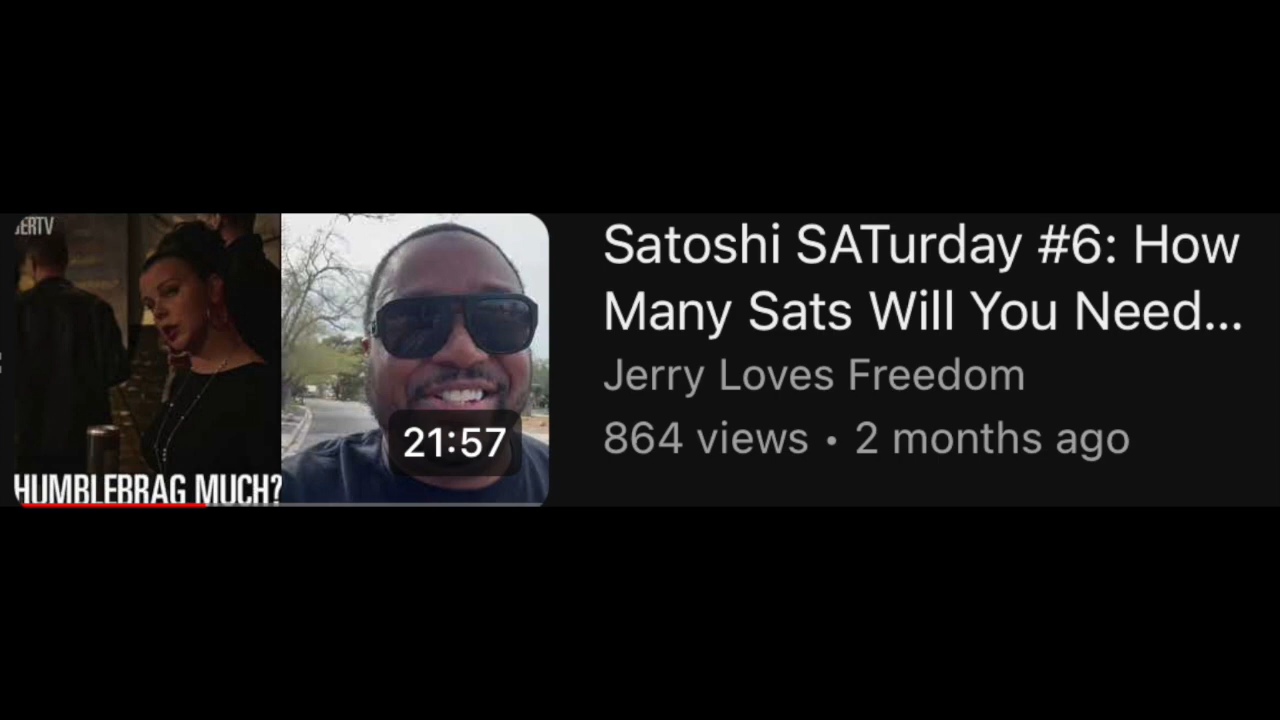 HUMBLEBRAG MUCH?
21:57
Satoshi SATurday #6: How
Many Sats Will You Need...
Jerry Loves Freedom
864 views • 2 months ago